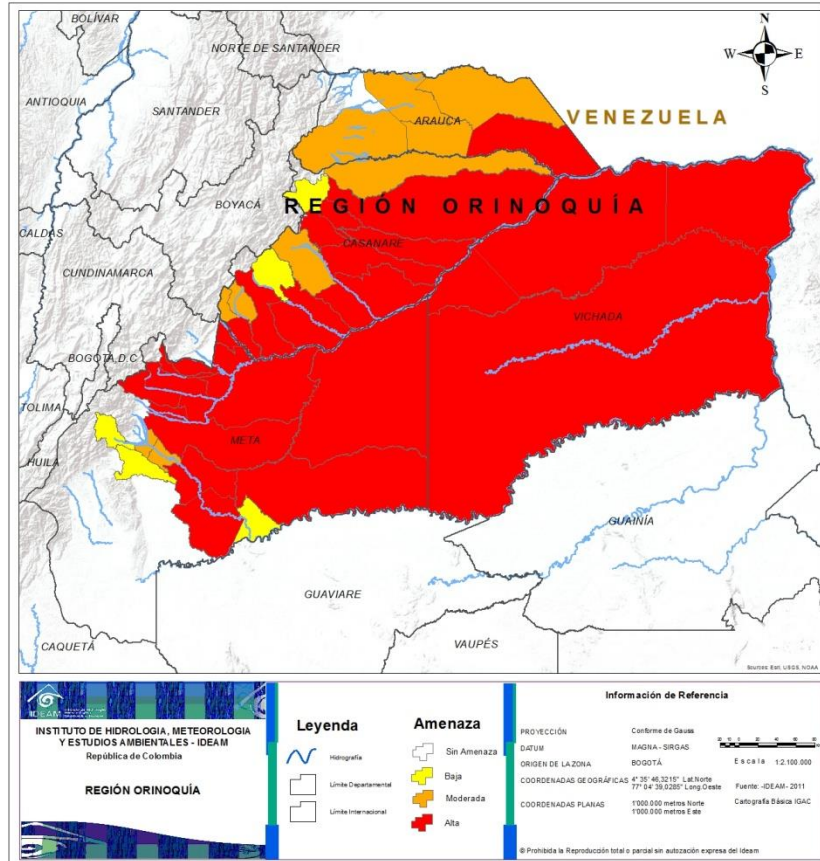 BOLÍVAR
N
W E
S
NORTE DE SANTANDER
ANTIOQUIA
SANTANDER
ARAUCA
VENEZUELA
BOYACÁ
REGIÓN ORINOQUÍA
CALDAS
CASANARE
CUNDINAMARCA
VICHADA
BOGOTA,D.C
TOLIMA
META
HUILA
GUAINÍA
GUAVIARE
CAQUETÁ
VAUPÉS
Sources: Esri, USGS, NOAA
IDEAM
INSTITUTO DE HIDROLOGIA, METEOROLOGIA
Y ESTUDIOS AMBIENTALES - IDEAM
República de Colombia
REGIÓN ORINOQUÍA
Leyenda
Hidrografía
Límite Departamental
Límite Internacional
Amenaza
Sin Amenaza
Baja
Moderada
Alta
Información de Referencia
PROYECCIÓN Conforme de Gauss
DATUM MAGNA - SIRGAS
ORIGEN DE LA ZONA BOGOTÁ
COORDENADAS GEOGRÁFICAS 4° 35' 46,3215" Lat.Norte
77° 04' 39,0285" Long.Oeste
COORDENADAS PLANAS 1'000.000 metros Norte
1'000.000 metros Este
Escala 1:2.100.000
Fuente: -IDEAM- 2011
Cartografía Básica IGAC
© Prohibida la Reproducción total o parcial sin autozación expresa del Ideam